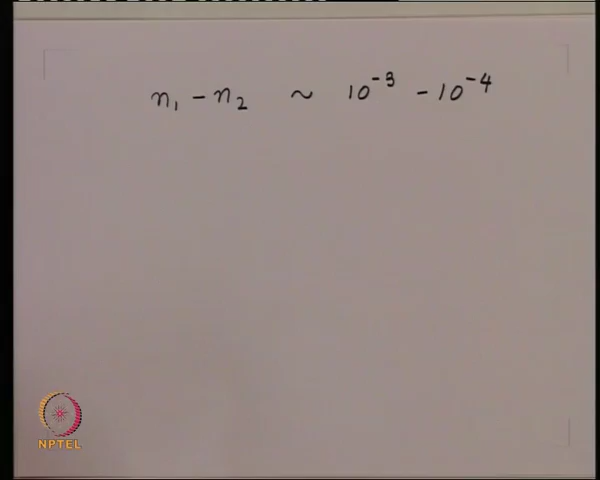 n₁ - n₂ ~ 10⁻³ - 10⁻⁴
NPTEL